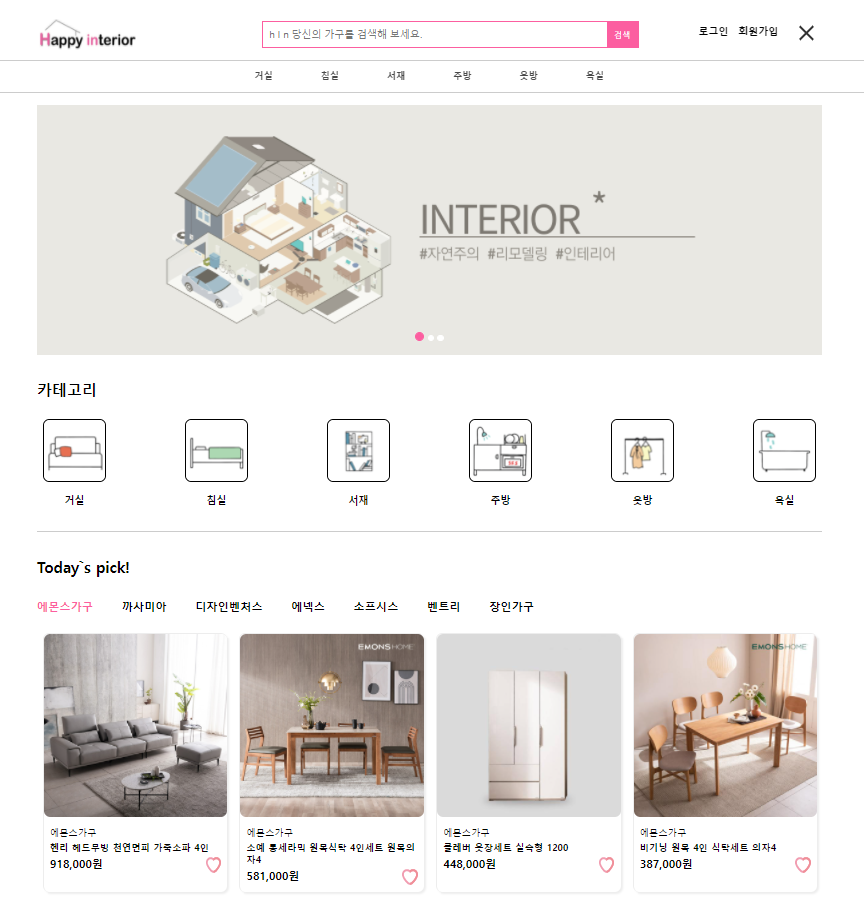 Happy interior
h I n 당신의 가구를 검색해 보세요.
검색
로그인 회원가입
거실 침실 서재 주방 옷방 욕실
INTERIOR *
#자연주의 #리모델링 #인테리어
카테고리
거실 침실 서재 주방 옷방 욕실
Today`s pick!
에몬스가구 까사미아 디자인벤처스 에넥스 소프시스 벤트리 장인가구
EMONSHOME
EMONSHOME
에몬스가구
헨리 헤드무빙 천연면피 가죽소파 4인
918,000원
에몬스가구
소예 통세라믹 원목식탁 4인세트 원목의
자4
581,000원
에몬스가구
클레버 옷장세트 실속형 1200
448,000원
에몬스가구
비기닝 원목 4인 식탁세트 의자4
387,000원